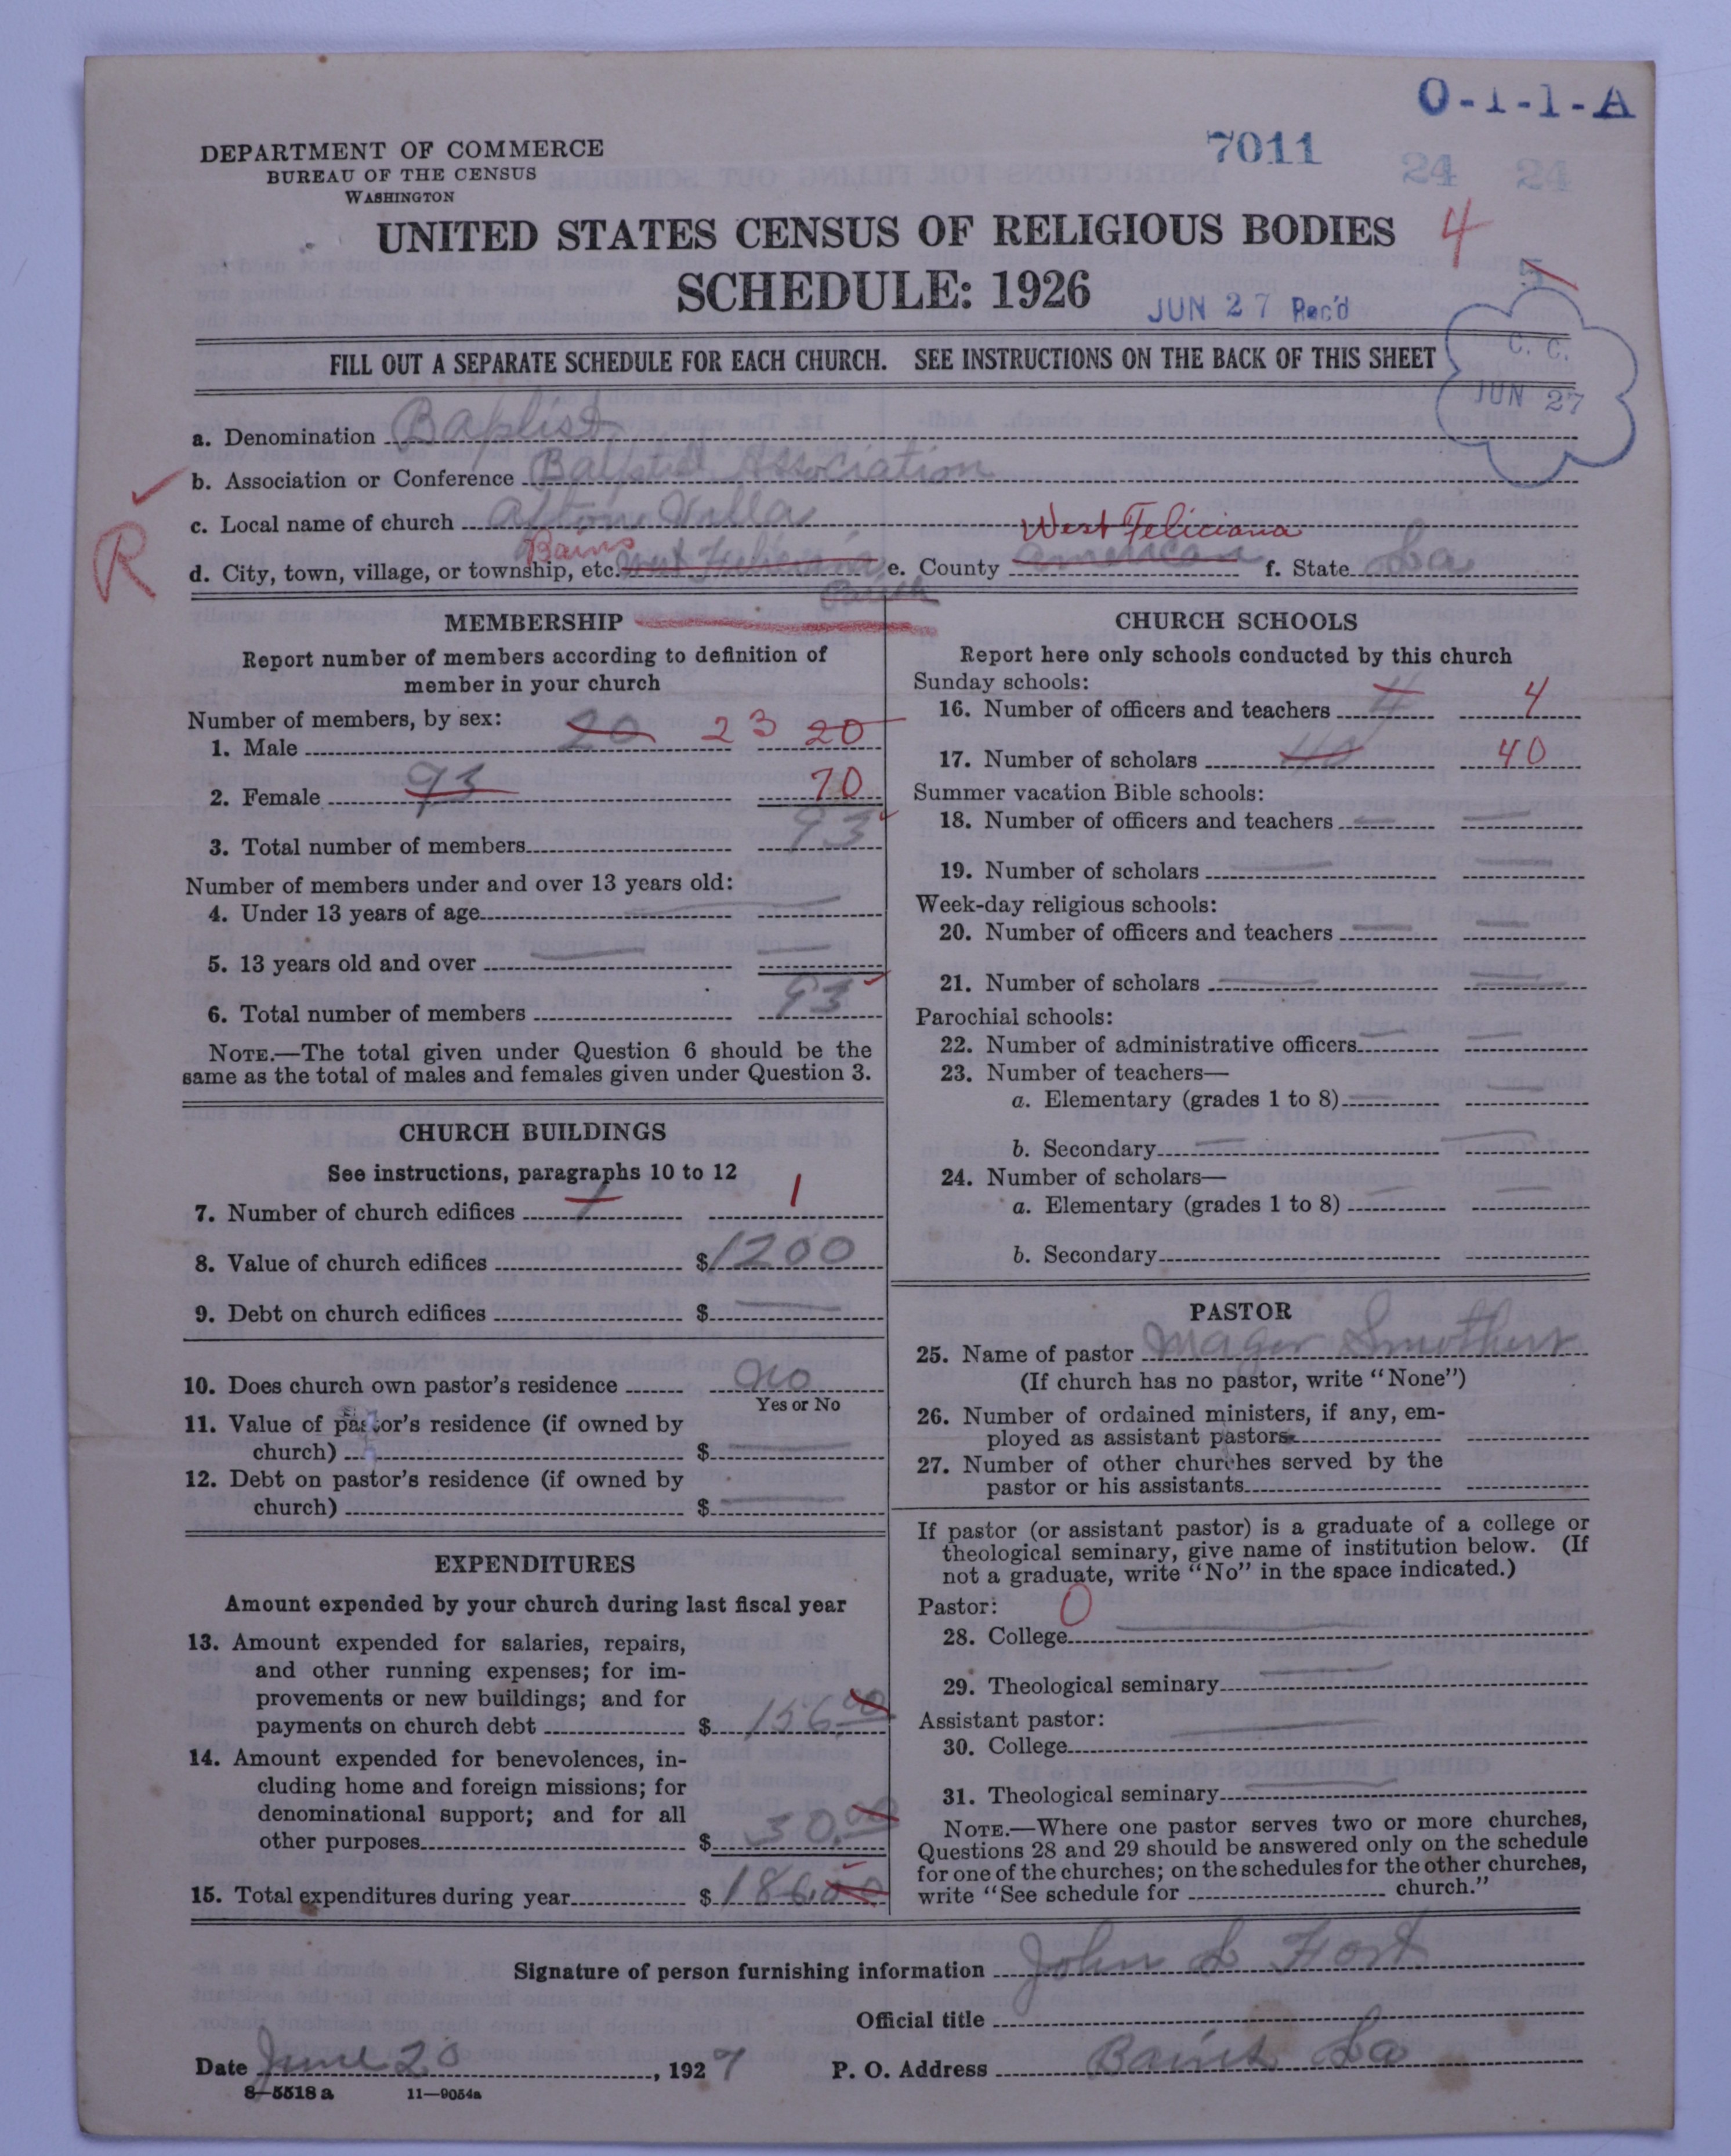 O-1-1-A
7011
24 24
DEPARTMENT OF COMMERCE
BUREAU OF THE CENSUS
WASHINGTON
UNITED STATES CENSUS OF RELIGIOUS BODIES 4
5
SCHEDULE: 1926
JUN 27 Rec'd
FILL OUT A SEPARATE SCHEDULE FOR EACH CHURCH. SEE INSTRUCTIONS ON THE BACK OF THIS SHEET
C. C.
JUN 27
a. Denomination Baptist
b. Association or Conference Baptist Association
c. Local name of church Afton Villa
R
Bains West Feliciana
d. City, town, village, or township, etc. West Feliciana Parish e. County American f. State La
MEMBERSHIP
Report number of members according to definition of
member in your church
Number of members, by sex:
1. Male 20 23 20
2. Female 93 70
3. Total number of members 93
Number of members under and over 13 years old:
4. Under 13 years of age
5. 13 years old and over
6. Total number of members 93
NOTE.—The total given under Question 6 should be the
same as the total of males and females given under Question 3.
CHURCH BUILDINGS
See instructions, paragraphs 10 to 12
7. Number of church edifices 1 1
8. Value of church edifices $1200
9. Debt on church edifices $
10. Does church own pastor's residence No
Yes or No
11. Value of pastor's residence (if owned by
church) $
12. Debt on pastor's residence (if owned by
church) $
EXPENDITURES
Amount expended by your church during last fiscal year
13. Amount expended for salaries, repairs,
and other running expenses; for im-
provements or new buildings; and for
payments on church debt $156.00
14. Amount expended for benevolences, in-
cluding home and foreign missions; for
denominational support; and for all
other purposes $30.00
15. Total expenditures during year $186.00
CHURCH SCHOOLS
Report here only schools conducted by this church
Sunday schools:
16. Number of officers and teachers 4 4
17. Number of scholars 40 40
Summer vacation Bible schools:
18. Number of officers and teachers
19. Number of scholars
Week-day religious schools:
20. Number of officers and teachers
21. Number of scholars
Parochial schools:
22. Number of administrative officers
23. Number of teachers—
a. Elementary (grades 1 to 8)
b. Secondary
24. Number of scholars—
a. Elementary (grades 1 to 8)
b. Secondary
PASTOR
25. Name of pastor Mager Smothers
(If church has no pastor, write "None")
26. Number of ordained ministers, if any, em-
ployed as assistant pastors
27. Number of other churches served by the
pastor or his assistants
If pastor (or assistant pastor) is a graduate of a college or
theological seminary, give name of institution below. (If
not a graduate, write "No" in the space indicated.)
Pastor: 0
28. College
29. Theological seminary
Assistant pastor:
30. College
31. Theological seminary
NOTE.—Where one pastor serves two or more churches,
Questions 28 and 29 should be answered only on the schedule
for one of the churches; on the schedules for the other churches,
write "See schedule for church."
Signature of person furnishing information John L Fort
Official title
Date June 20, 1927 P. O. Address Bains La
8—5518 a 11—9054a